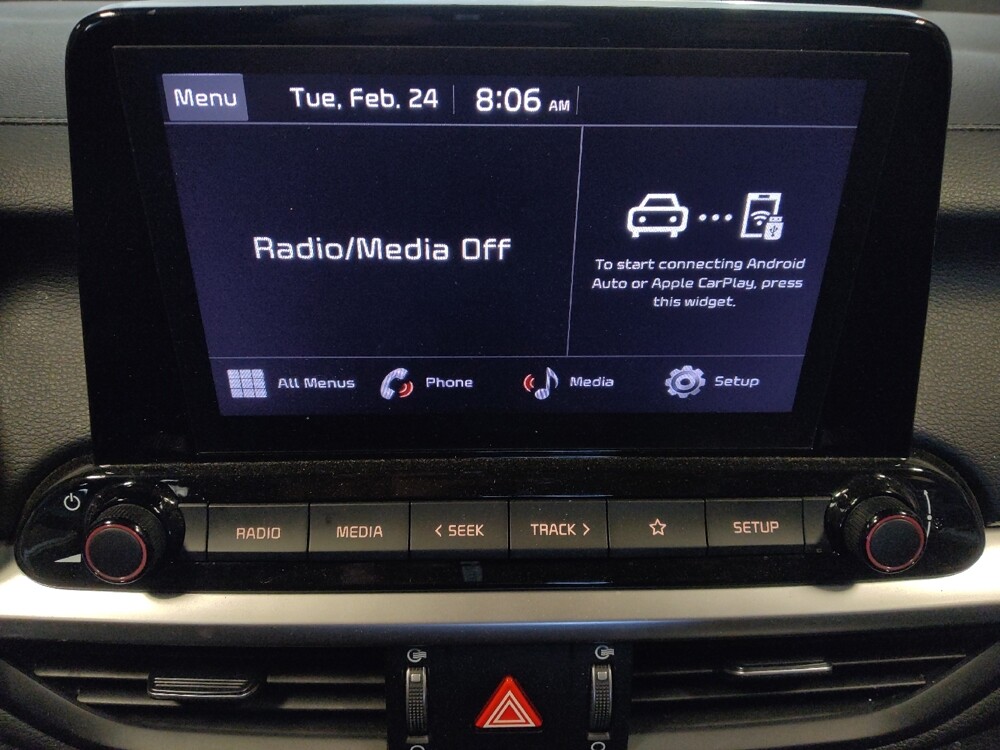 Menu
Tue, Feb. 24
8:06 AM
Radio/Media Off
To start connecting Android
Auto or Apple CarPlay, press
this widget.
All Menus
Phone
Media
Setup
RADIO
MEDIA
< SEEK
TRACK >
SETUP